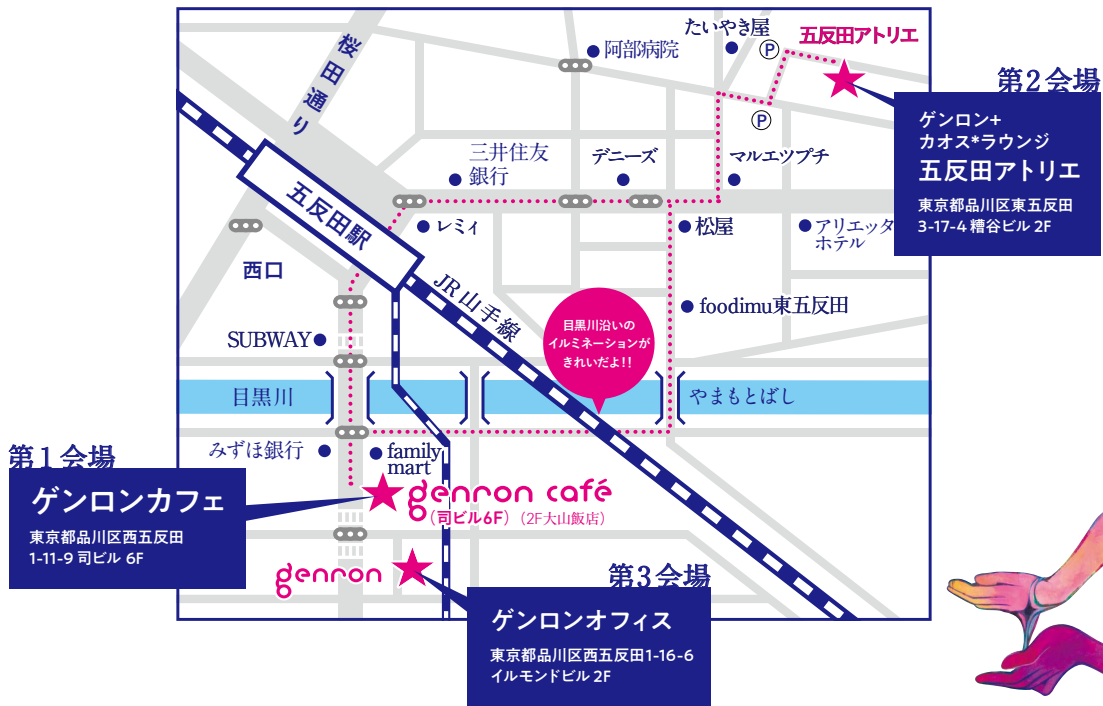 桜田通り
たいやき屋
五反田アトリエ
阿部病院
P
P
第2会場
ゲンロン+
カオス*ラウンジ
五反田アトリエ
東京都品川区東五反田
3-17-4 糟谷ビル 2F
三井住友
銀行
デニーズ
マルエツプチ
五反田駅
レミィ
松屋
アリエッタ
ホテル
西口
JR山手線
foodimu東五反田
目黒川沿いの
イルミネーションが
きれいだよ!!
SUBWAY
目黒川
やまもとばし
みずほ銀行
family
mart
第1会場
ゲンロンカフェ
東京都品川区西五反田
1-11-9 司ビル 6F
genron café
(司ビル6F)(2F大山飯店)
genron
第3会場
ゲンロンオフィス
東京都品川区西五反田1-16-6
イルモンドビル 2F